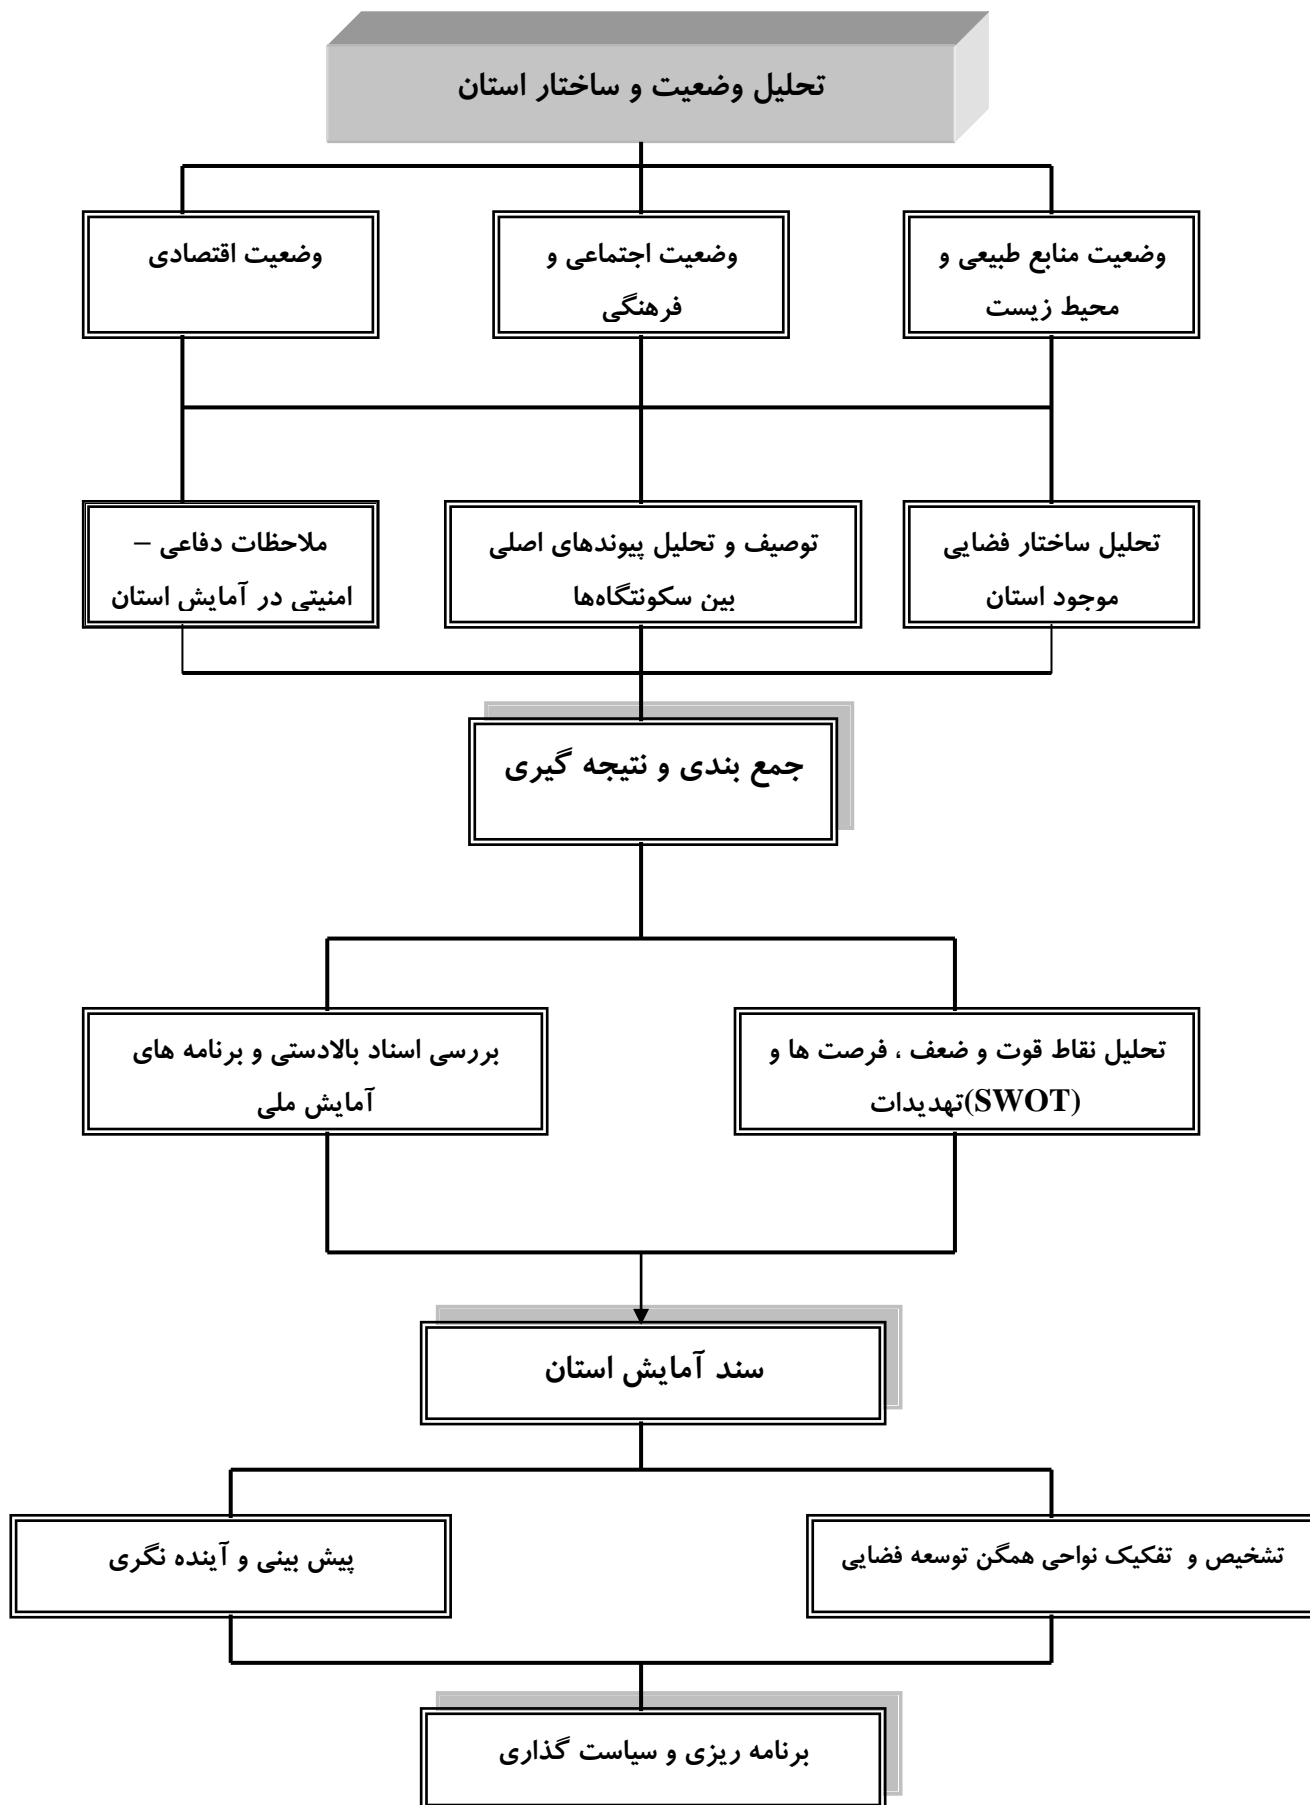 تحلیل وضعیت و ساختار استان
وضعیت منابع طبیعی و
محیط زیست
وضعیت اجتماعی و
فرهنگی
وضعیت اقتصادی
تحلیل ساختار فضایی
موجود استان
توصیف و تحلیل پیوندهای اصلی
بین سکونتگاه‌ها
ملاحظات دفاعی –
امنیتی در آمایش استان
جمع بندی و نتیجه گیری
تحلیل نقاط قوت و ضعف ، فرصت ها و
تهدیدات(SWOT)
بررسی اسناد بالادستی و برنامه های
آمایش ملی
سند آمایش استان
تشخیص و تفکیک نواحی همگن توسعه فضایی
پیش بینی و آینده نگری
برنامه ریزی و سیاست گذاری